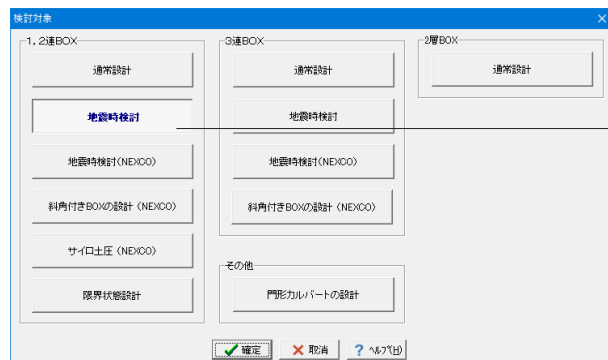 検討対象
1,2連BOX
通常設計
地震時検討
地震時検討(NEXCO)
斜角付きBOXの設計 (NEXCO)
サイロ土圧 (NEXCO)
限界状態設計
3連BOX
通常設計
地震時検討
地震時検討(NEXCO)
斜角付きBOXの設計 (NEXCO)
その他
門形カルバートの設計
2層BOX
通常設計
確定
取消
? ヘルプ(H)